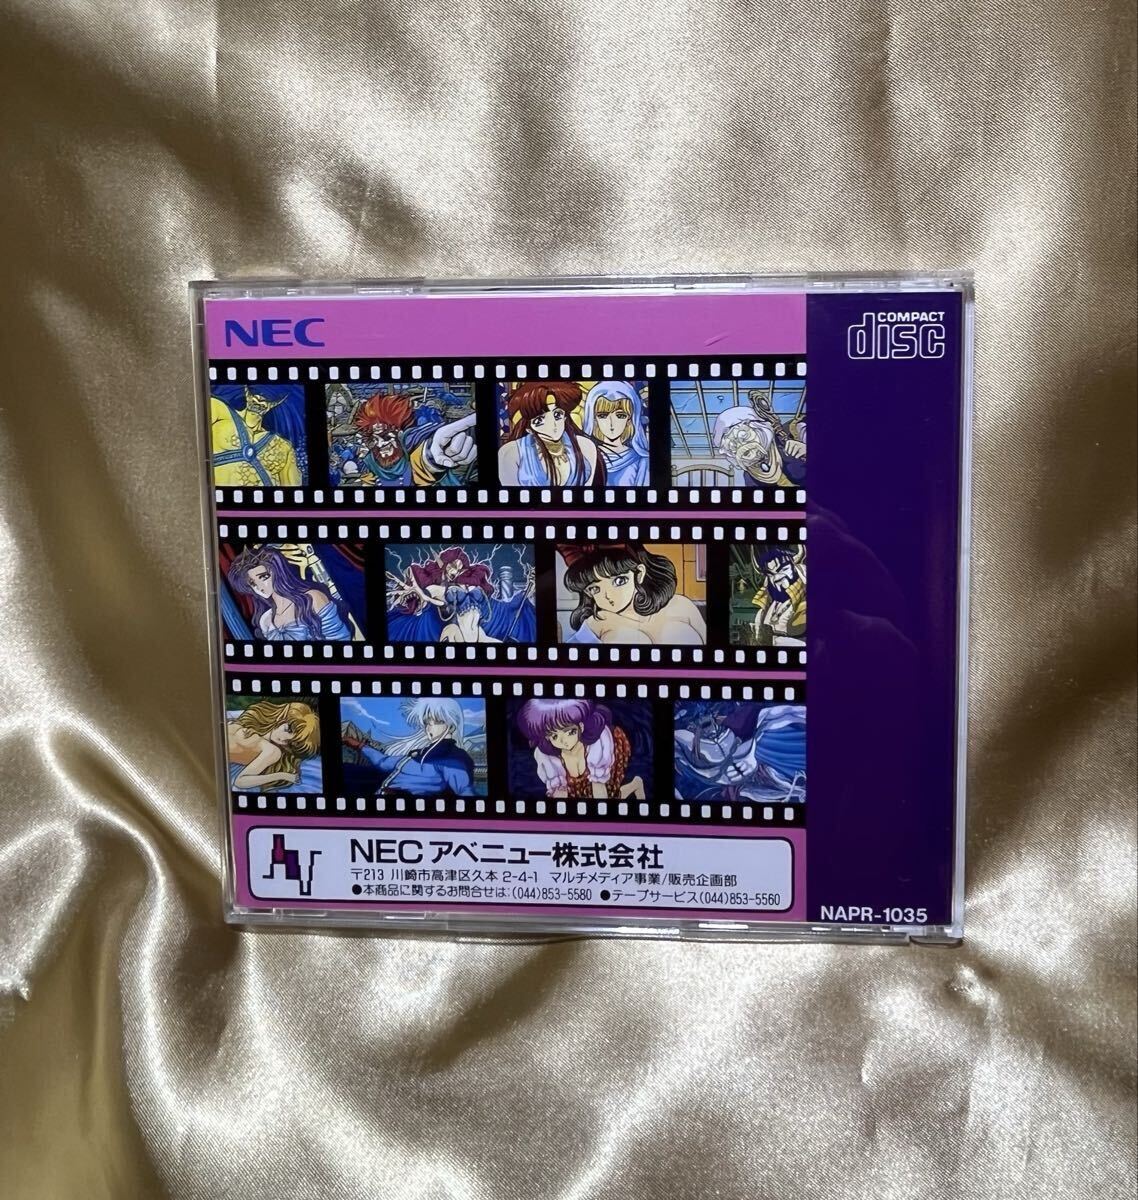 NEC
COMPACT
disc
NEC アベニュー株式会社
〒213 川崎市高津区久本 2-4-1 マルチメディア事業/販売企画部
●本商品に関するお問合せは:(044)853-5580 ●テープサービス(044)853-5560
NAPR-1035